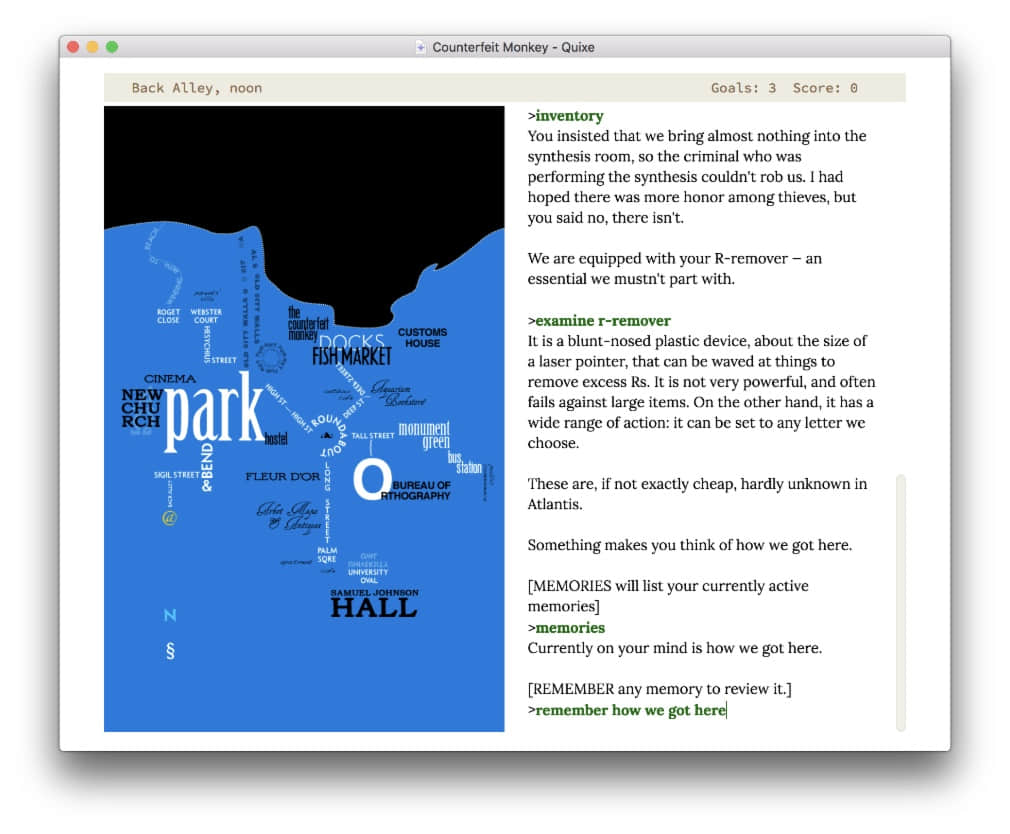 Counterfeit Monkey - Quixe
Back Alley, noon
Goals: 3 Score: 0
BEACH
ROGET
CLOSE
WEBSTER
COURT
HESYCHIUS
STREET
OLD CITY WALLS
the
counterfeit
monkey
DOCKS
FISH MARKET
CUSTOMS
HOUSE
CINEMA
NEW
CHU
RCH
park
HIGH ST — HIGH ST
DEEP ST
Aquarium
Bookstore
ROUNDABOUT
hostel
TALL STREET
monument
green
bus
station
SIGIL STREET
&BEND
@
FLEUR D'OR
LONG STREET
O
BUREAU OF
RTHOGRAPHY
PALM
SQRE
apartment
UNIVERSITY
OVAL
SAMUEL JOHNSON
HALL
N
§
>inventory
You insisted that we bring almost nothing into the
synthesis room, so the criminal who was
performing the synthesis couldn't rob us. I had
hoped there was more honor among thieves, but
you said no, there isn't.
We are equipped with your R-remover — an
essential we mustn't part with.
>examine r-remover
It is a blunt-nosed plastic device, about the size of
a laser pointer, that can be waved at things to
remove excess Rs. It is not very powerful, and often
fails against large items. On the other hand, it has a
wide range of action: it can be set to any letter we
choose.
These are, if not exactly cheap, hardly unknown in
Atlantis.
Something makes you think of how we got here.
[MEMORIES will list your currently active
memories]
>memories
Currently on your mind is how we got here.
[REMEMBER any memory to review it.]
>remember how we got here